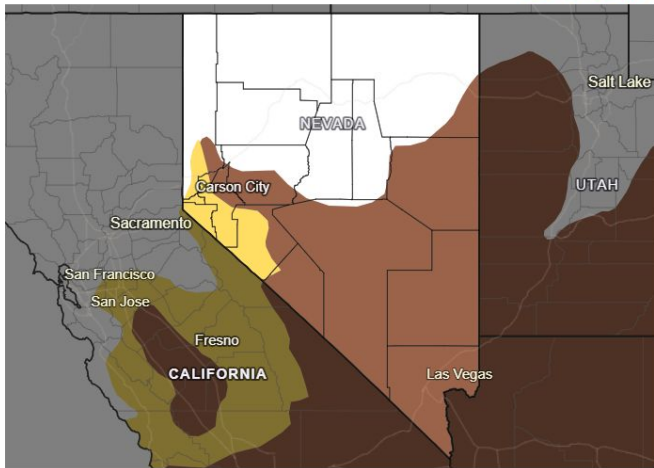 Salt Lake
NEVADA
Carson City
UTAH
Sacramento
San Francisco
San Jose
Fresno
CALIFORNIA
Las Vegas